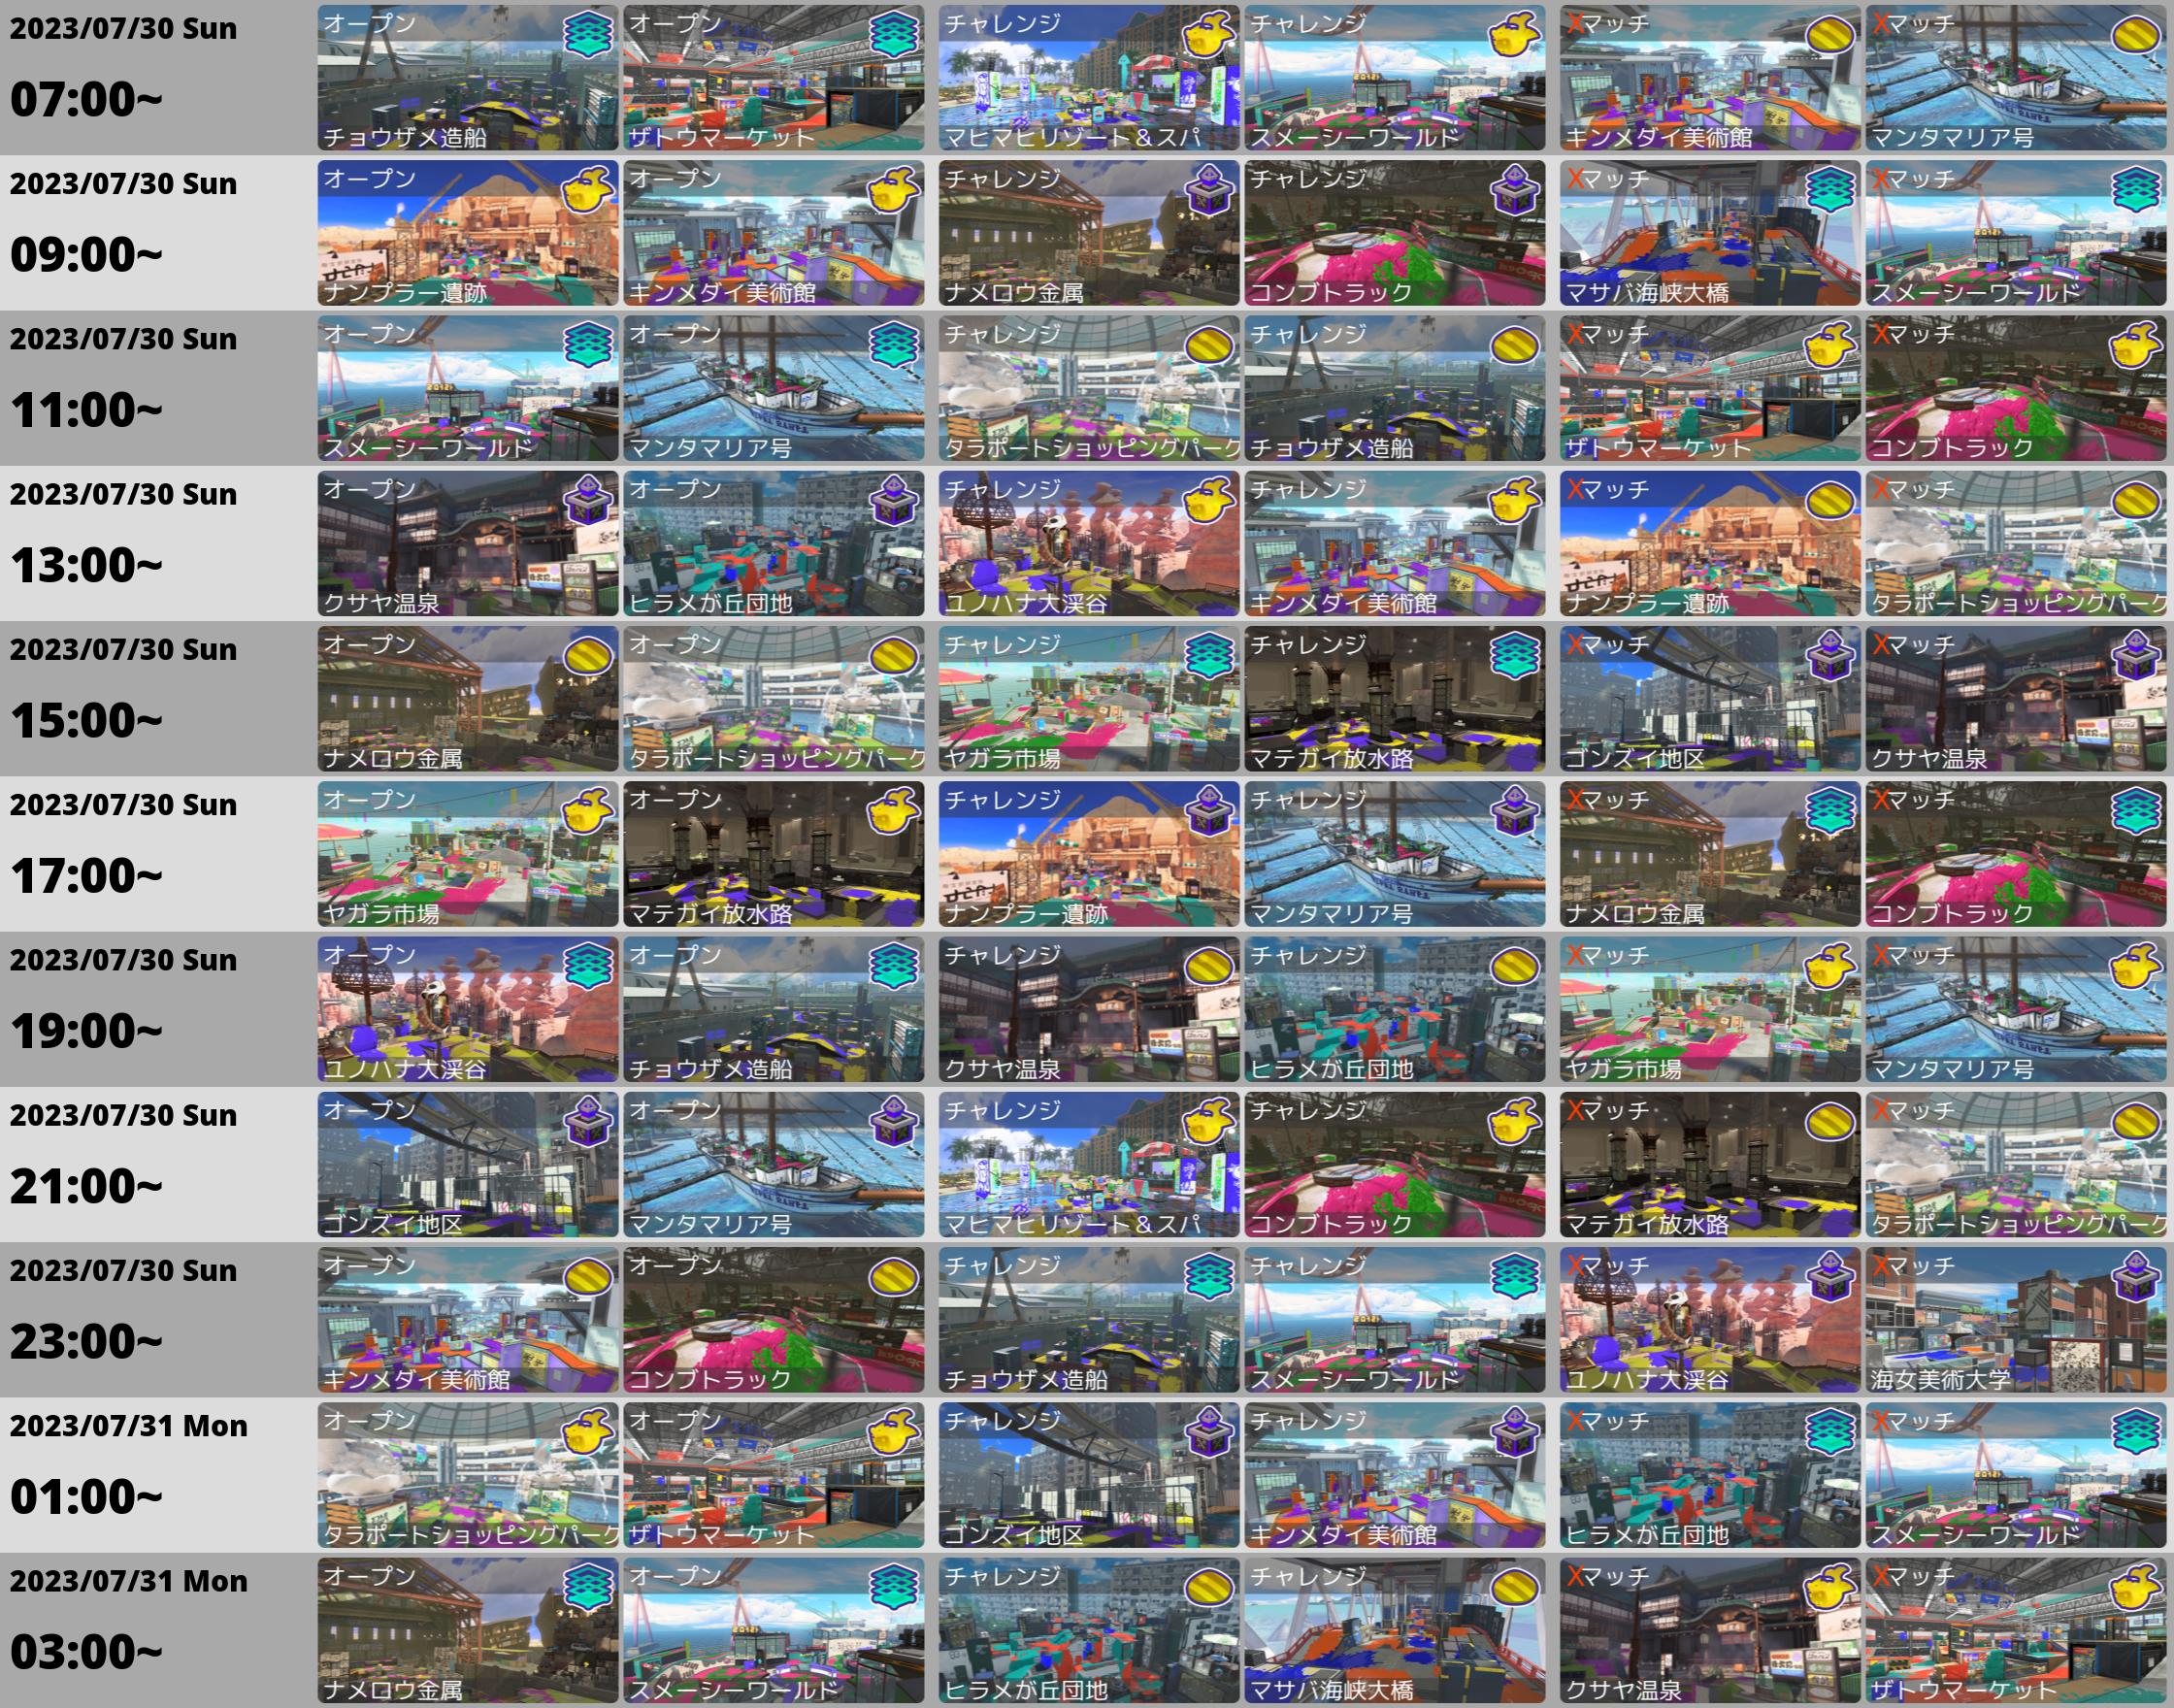 2023/07/30 Sun
07:00~
オープン
チョウザメ造船
オープン
ザトウマーケット
チャレンジ
マヒマヒリゾート＆スパ
チャレンジ
スメーシーワールド
Xマッチ
キンメダイ美術館
Xマッチ
マンタマリア号
2023/07/30 Sun
09:00~
オープン
ナンプラー遺跡
オープン
キンメダイ美術館
チャレンジ
ナメロウ金属
チャレンジ
コンブトラック
Xマッチ
マサバ海峡大橋
Xマッチ
スメーシーワールド
2023/07/30 Sun
11:00~
オープン
スメーシーワールド
オープン
マンタマリア号
チャレンジ
タラポートショッピングパーク
チャレンジ
チョウザメ造船
Xマッチ
ザトウマーケット
Xマッチ
コンブトラック
2023/07/30 Sun
13:00~
オープン
クサヤ温泉
オープン
ヒラメが丘団地
チャレンジ
ユノハナ大渓谷
チャレンジ
キンメダイ美術館
Xマッチ
ナンプラー遺跡
Xマッチ
タラポートショッピングパーク
2023/07/30 Sun
15:00~
オープン
ナメロウ金属
オープン
タラポートショッピングパーク
チャレンジ
ヤガラ市場
チャレンジ
マテガイ放水路
Xマッチ
ゴンズイ地区
Xマッチ
クサヤ温泉
2023/07/30 Sun
17:00~
オープン
ヤガラ市場
オープン
マテガイ放水路
チャレンジ
ナンプラー遺跡
チャレンジ
マンタマリア号
Xマッチ
ナメロウ金属
Xマッチ
コンブトラック
2023/07/30 Sun
19:00~
オープン
ユノハナ大渓谷
オープン
チョウザメ造船
チャレンジ
クサヤ温泉
チャレンジ
ヒラメが丘団地
Xマッチ
ヤガラ市場
Xマッチ
マンタマリア号
2023/07/30 Sun
21:00~
オープン
ゴンズイ地区
オープン
マンタマリア号
チャレンジ
マヒマヒリゾート＆スパ
チャレンジ
コンブトラック
Xマッチ
マテガイ放水路
Xマッチ
タラポートショッピングパーク
2023/07/30 Sun
23:00~
オープン
キンメダイ美術館
オープン
コンブトラック
チャレンジ
チョウザメ造船
チャレンジ
スメーシーワールド
Xマッチ
ユノハナ大渓谷
Xマッチ
海女美術大学
2023/07/31 Mon
01:00~
オープン
タラポートショッピングパーク
オープン
ザトウマーケット
チャレンジ
ゴンズイ地区
チャレンジ
キンメダイ美術館
Xマッチ
ヒラメが丘団地
Xマッチ
スメーシーワールド
2023/07/31 Mon
03:00~
オープン
ナメロウ金属
オープン
スメーシーワールド
チャレンジ
ヒラメが丘団地
チャレンジ
マサバ海峡大橋
Xマッチ
クサヤ温泉
Xマッチ
ザトウマーケット